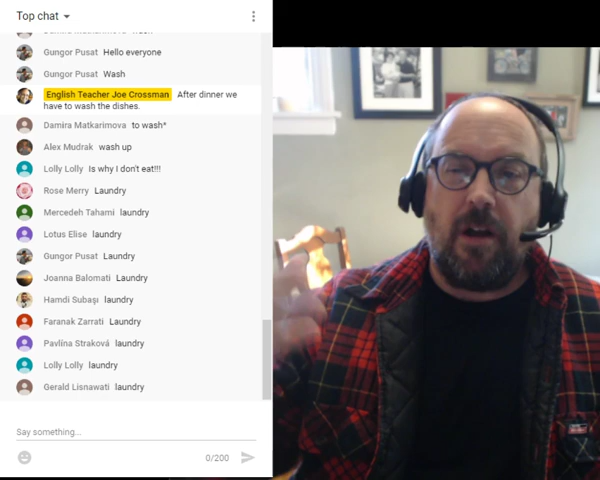 Top chat
Gungor Pusat Hello everyone
Gungor Pusat Wash
English Teacher Joe Crossman After dinner we
have to wash the dishes.
Damira Matkarimova to wash*
Alex Mudrak wash up
Lolly Lolly Is why I don't eat!!!
Rose Merry Laundry
Mercedeh Tahami laundry
Lotus Elise laundry
Gungor Pusat Laundry
Joanna Balomati Laundry
Hamdi Subaşı laundry
Faranak Zarrati Laundry
Pavlína Straková laundry
Lolly Lolly laundry
Gerald Lisnawati laundry
Say something...
0/200